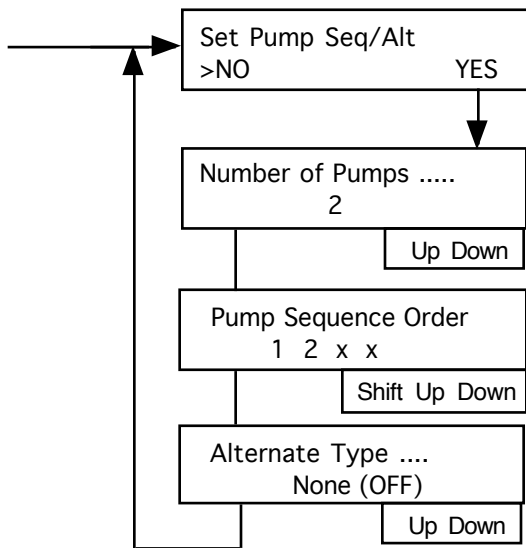 Set Pump Seq/Alt
>NO YES
Number of Pumps .....
2
Up Down
Pump Sequence Order
1 2 x x
Shift Up Down
Alternate Type ....
None (OFF)
Up Down